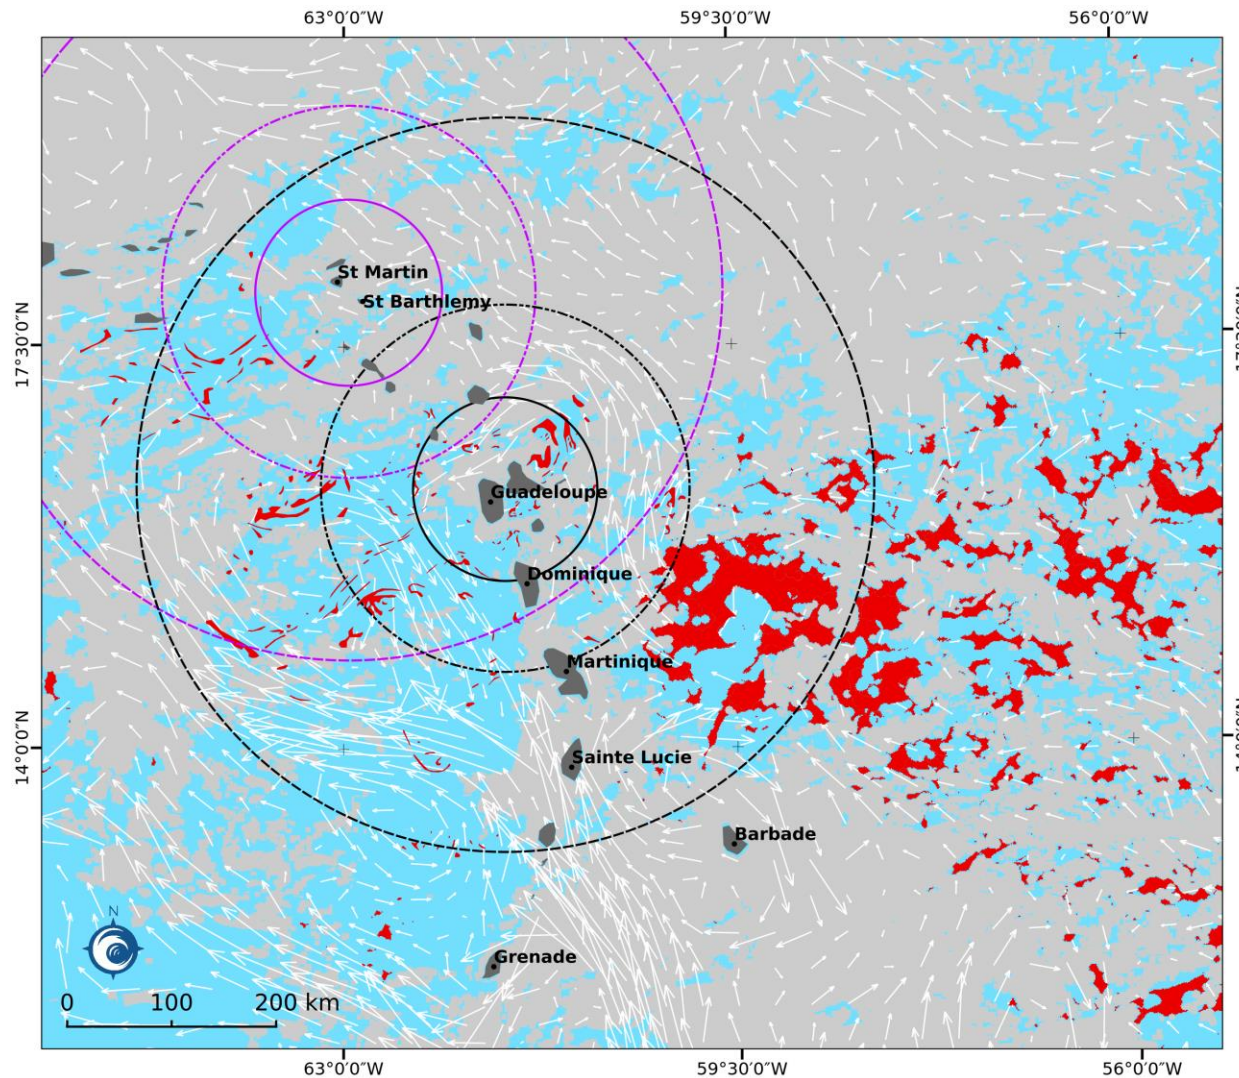 63°0′0″W 59°30′0″W 56°0′0″W
St Martin
St Barthlemy
17°30′0″N
Guadeloupe
Dominique
Martinique
14°0′0″N
Sainte Lucie
Barbade
N
Grenade
0 100 200 km
63°0′0″W 59°30′0″W 56°0′0″W